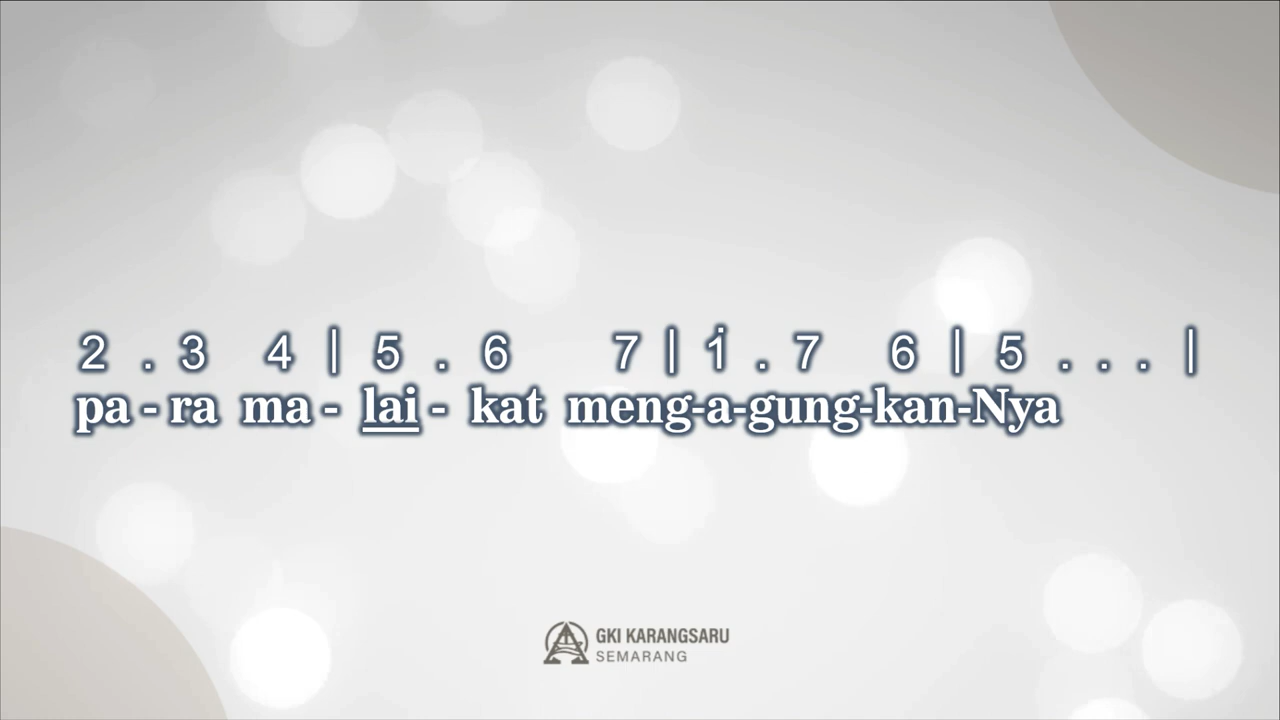 2 . 3 4 | 5 . 6 7 | 1̇ . 7 6 | 5 . . . |
pa - ra ma - lai - kat meng-a-gung-kan-Nya
GKI KARANGSARU
SEMARANG